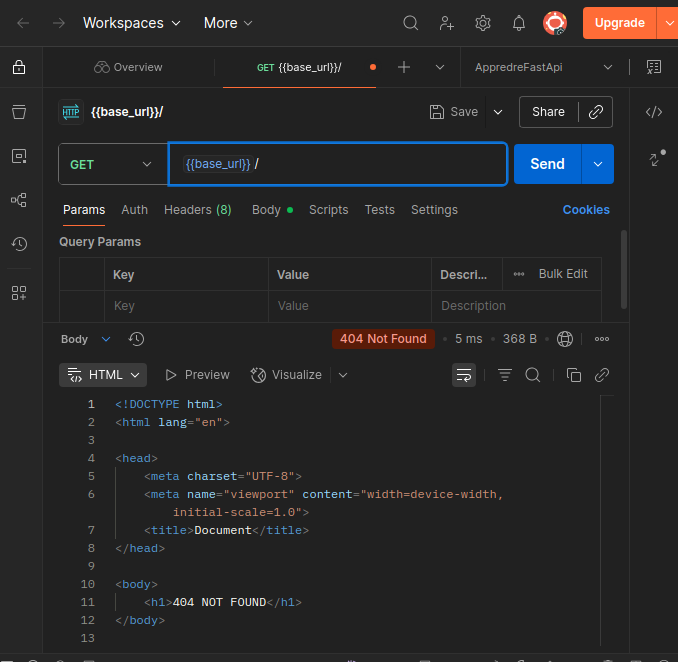 Workspaces More Upgrade
Overview GET {{base_url}}/ AppredreFastApi
HTTP {{base_url}}/ Save Share
GET {{base_url}} / Send
Params Auth Headers (8) Body Scripts Tests Settings Cookies
Query Params
Key Value Descri... Bulk Edit
Key Value Description
Body 404 Not Found 5 ms 368 B
HTML Preview Visualize
1 <!DOCTYPE html>
2 <html lang="en">
3
4 <head>
5 <meta charset="UTF-8">
6 <meta name="viewport" content="width=device-width,
initial-scale=1.0">
7 <title>Document</title>
8 </head>
9
10 <body>
11 <h1>404 NOT FOUND</h1>
12 </body>
13